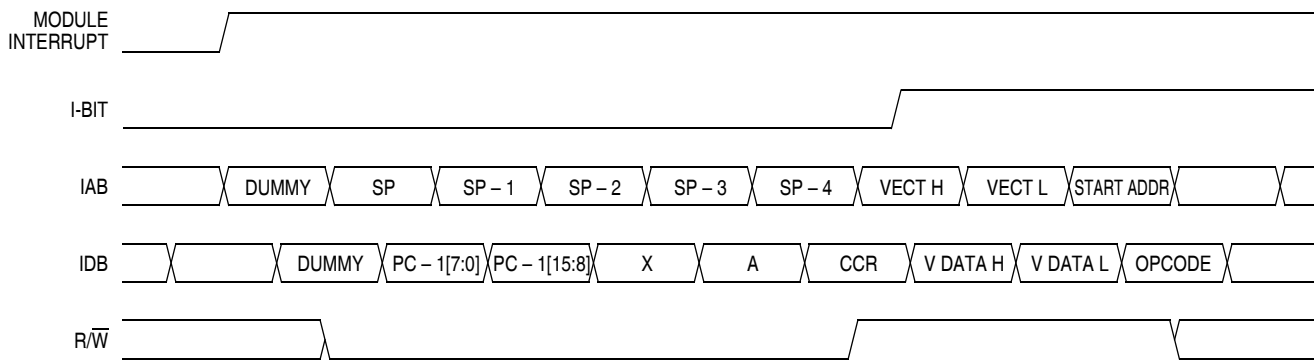 MODULE
INTERRUPT
I-BIT
IAB DUMMY SP SP – 1 SP – 2 SP – 3 SP – 4 VECT H VECT L START ADDR
IDB DUMMY PC – 1[7:0] PC – 1[15:8] X A CCR V DATA H V DATA L OPCODE
R/W̅